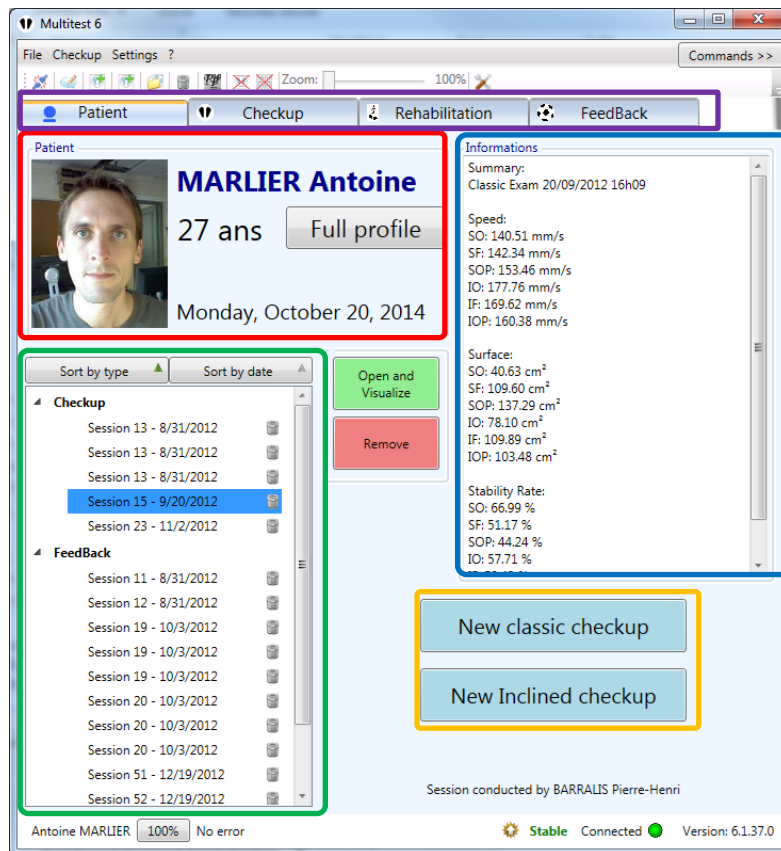 Multitest 6
File Checkup Settings ?
Commands >>
Zoom: 100%
Patient Checkup Rehabilitation FeedBack
Patient
MARLIER Antoine
27 ans Full profile
Monday, October 20, 2014
Informations
Summary:
Classic Exam 20/09/2012 16h09
Speed:
SO: 140.51 mm/s
SF: 142.34 mm/s
SOP: 153.46 mm/s
IO: 177.76 mm/s
IF: 169.62 mm/s
IOP: 160.38 mm/s
Surface:
SO: 40.63 cm²
SF: 109.60 cm²
SOP: 137.29 cm²
IO: 78.10 cm²
IF: 109.89 cm²
IOP: 103.48 cm²
Stability Rate:
SO: 66.99 %
SF: 51.17 %
SOP: 44.24 %
IO: 57.71 %
Sort by type Sort by date
Checkup
Session 13 - 8/31/2012
Session 13 - 8/31/2012
Session 13 - 8/31/2012
Session 15 - 9/20/2012
Session 23 - 11/2/2012
FeedBack
Session 11 - 8/31/2012
Session 12 - 8/31/2012
Session 19 - 10/3/2012
Session 19 - 10/3/2012
Session 19 - 10/3/2012
Session 20 - 10/3/2012
Session 20 - 10/3/2012
Session 20 - 10/3/2012
Session 51 - 12/19/2012
Session 52 - 12/19/2012
Open and
Visualize
Remove
New classic checkup
New Inclined checkup
Session conducted by BARRALIS Pierre-Henri
Antoine MARLIER 100% No error Stable Connected Version: 6.1.37.0